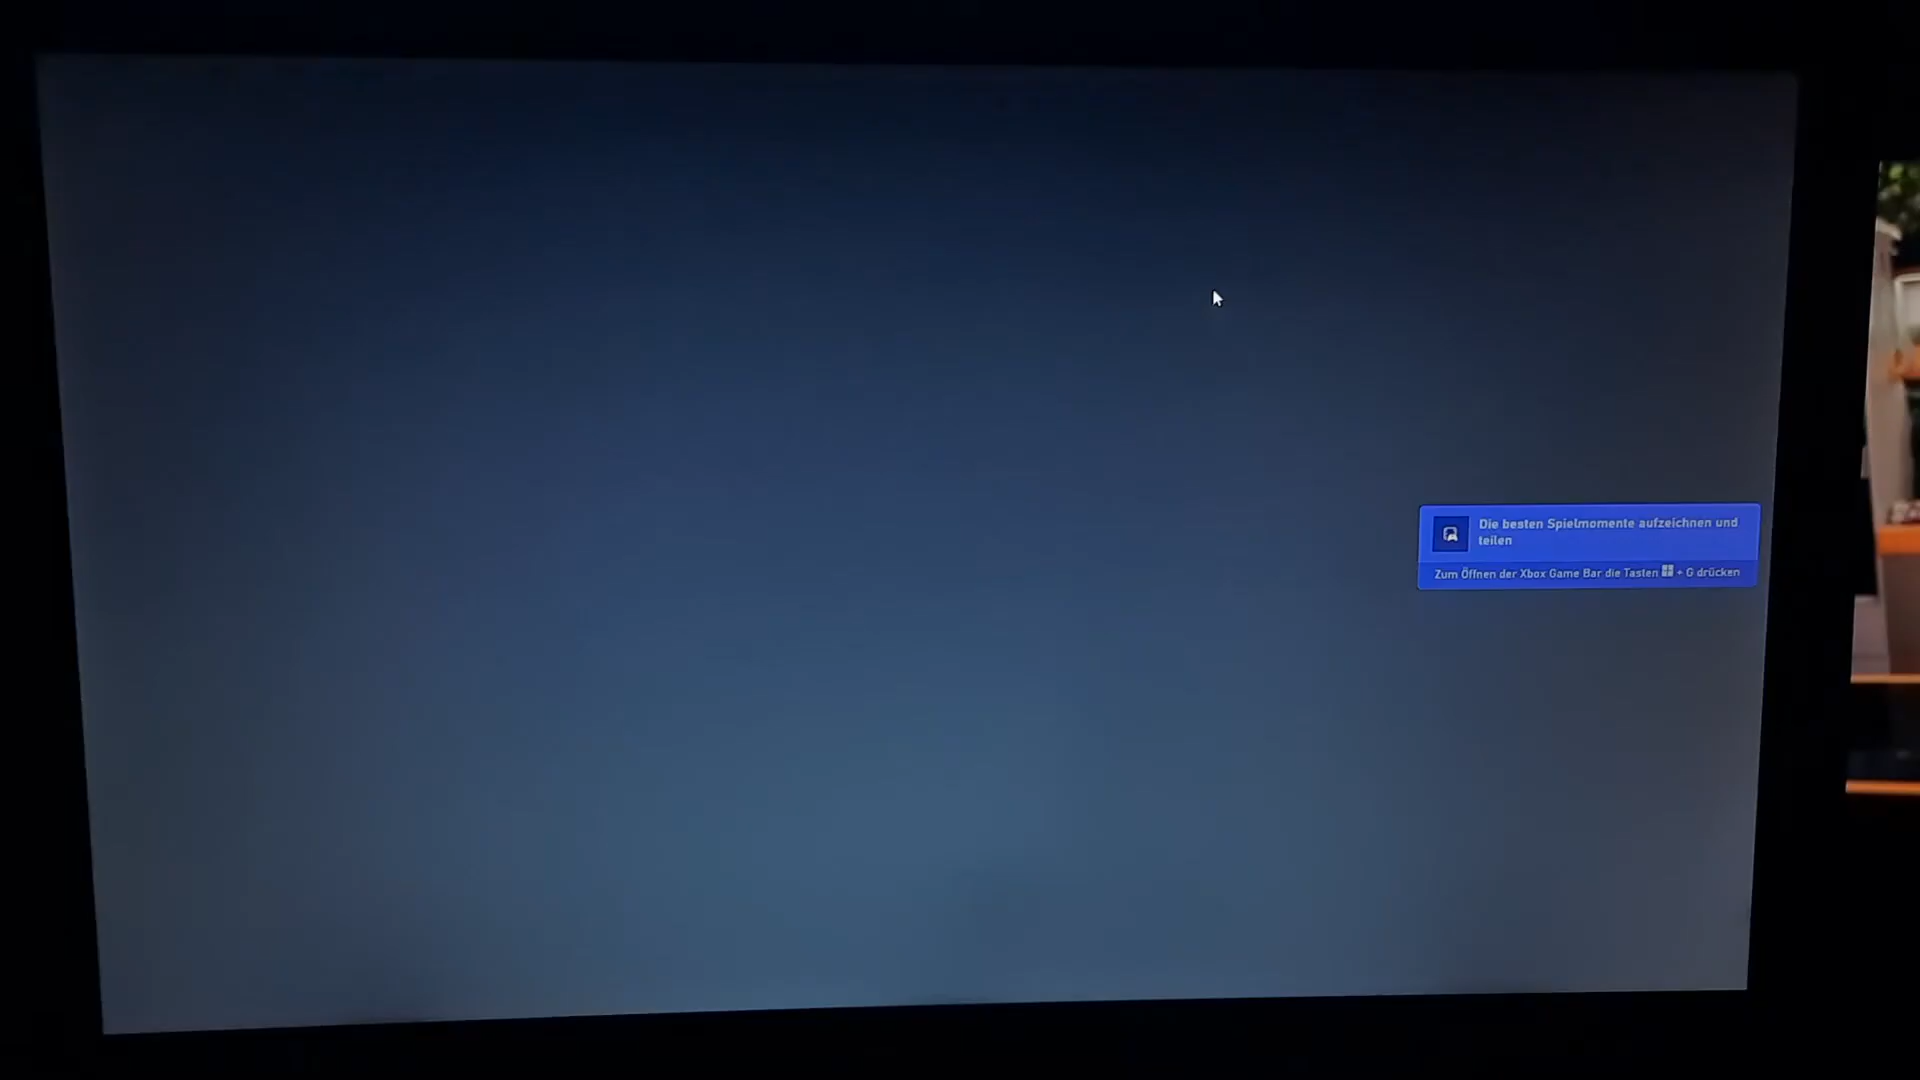 Die besten Spielmomente aufzeichnen und
teilen
Zum Öffnen der Xbox Game Bar die Tasten + G drücken